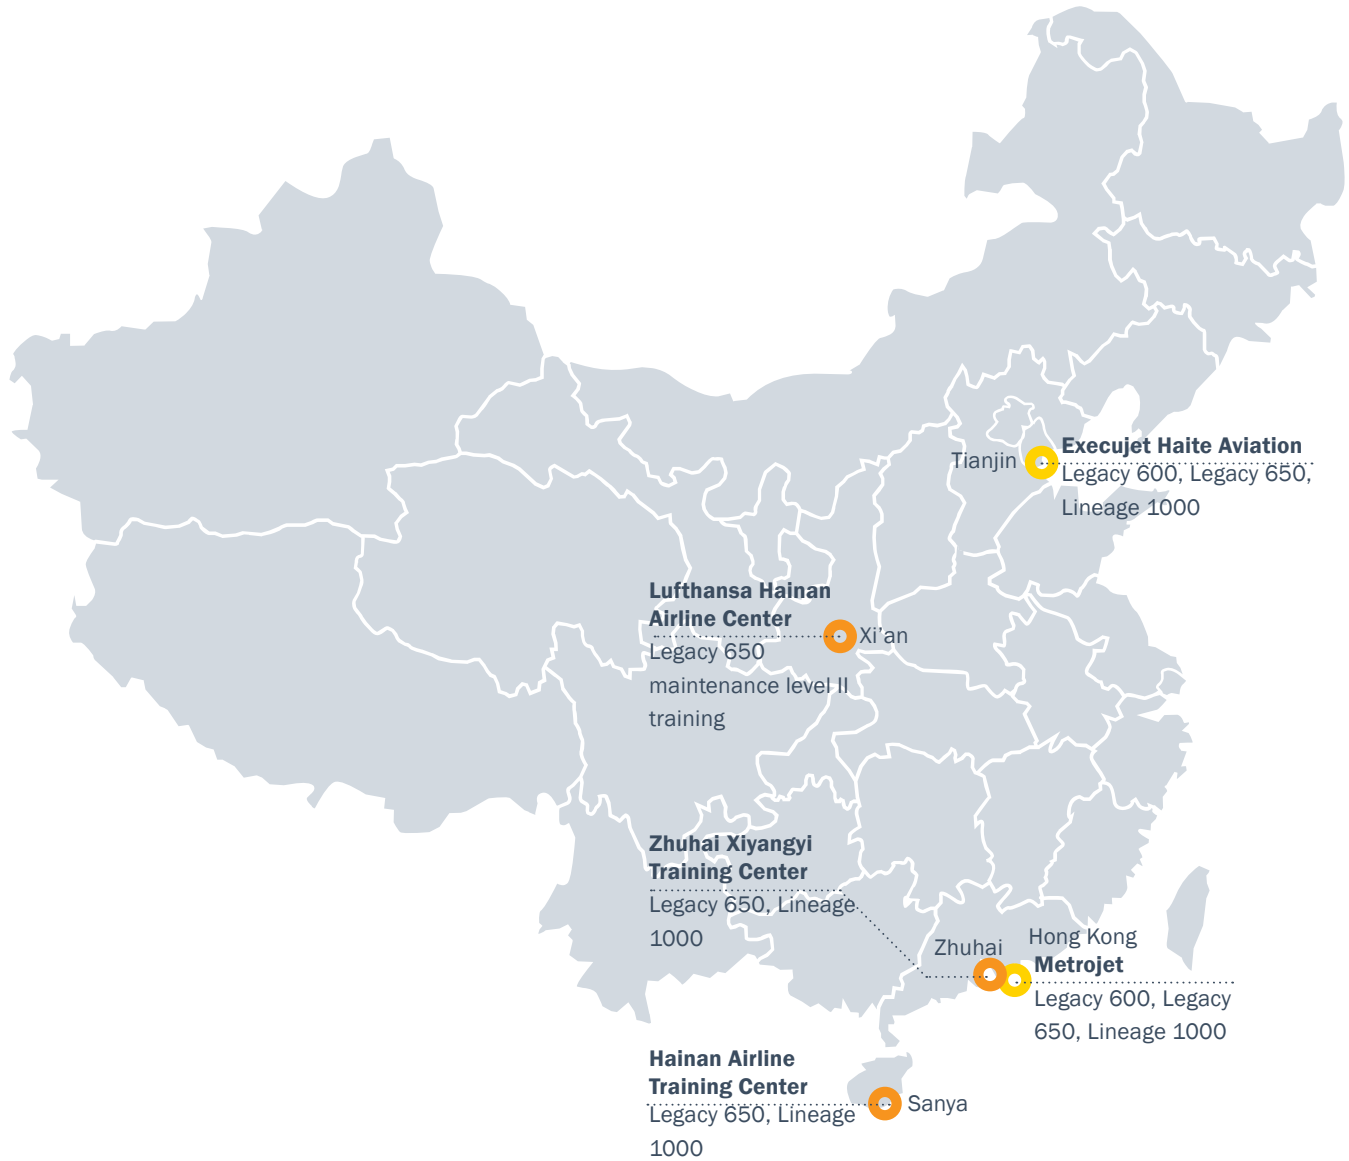 Execujet Haite Aviation
Tianjin
Legacy 600, Legacy 650,
Lineage 1000
Lufthansa Hainan
Airline Center
Xi’an
Legacy 650
maintenance level II
training
Zhuhai Xiyangyi
Training Center
Legacy 650, Lineage
1000
Zhuhai
Hong Kong
Metrojet
Legacy 600, Legacy
650, Lineage 1000
Hainan Airline
Training Center
Sanya
Legacy 650, Lineage
1000